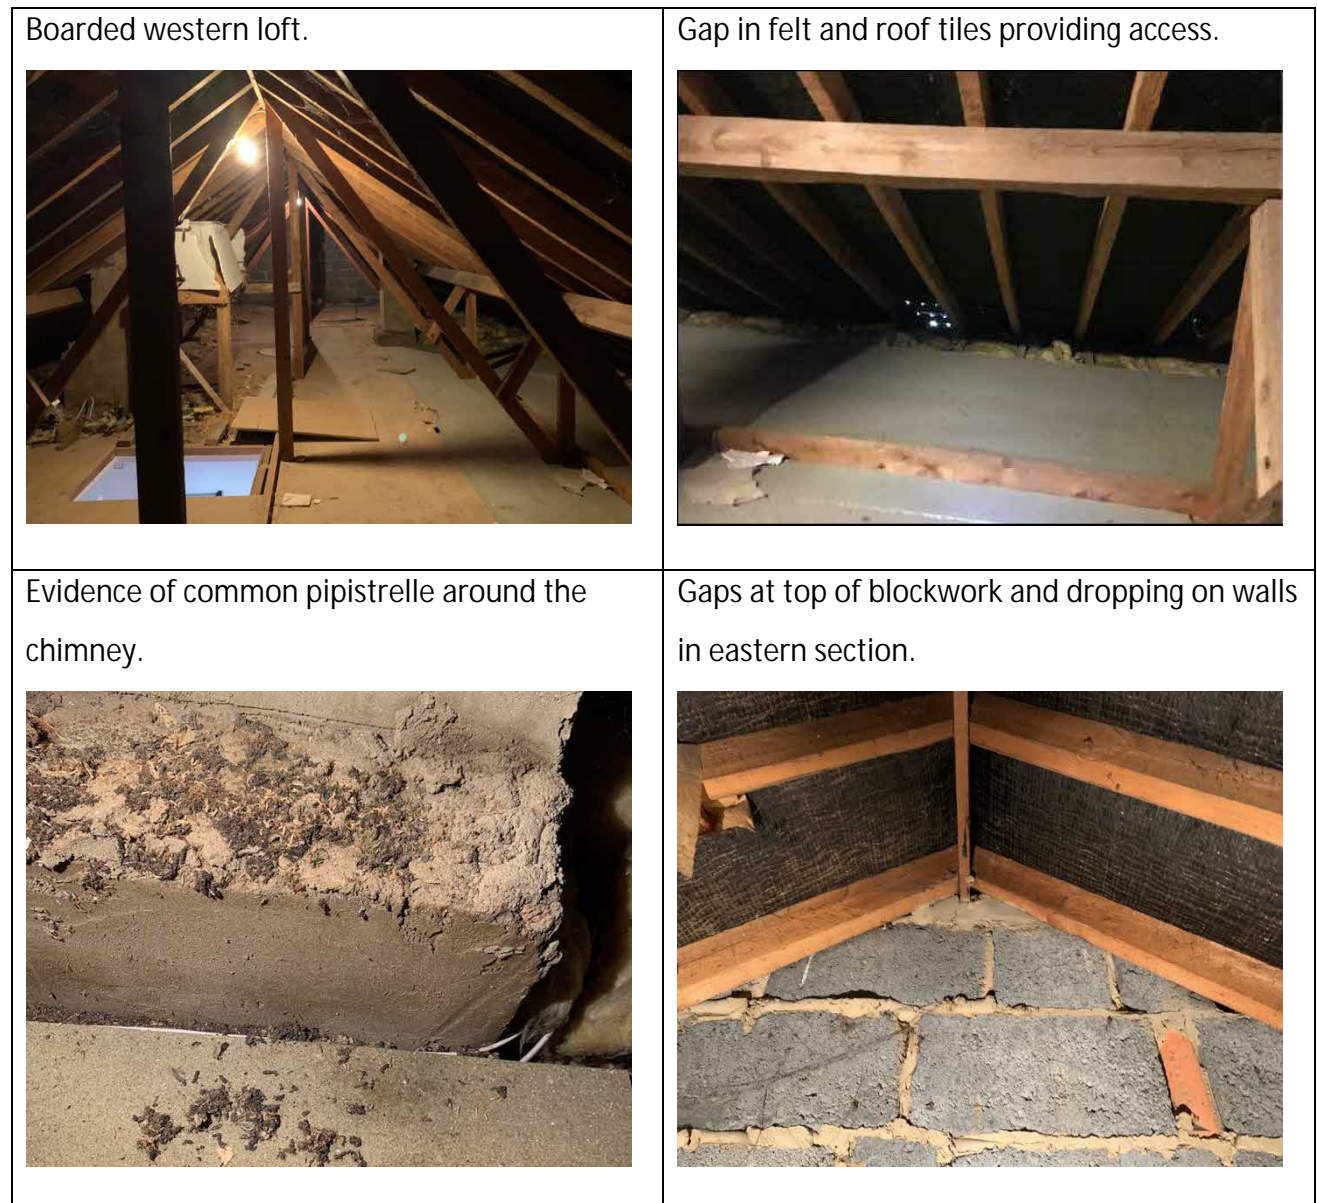 Boarded western loft.
Gap in felt and roof tiles providing access.
Evidence of common pipistrelle around the
chimney.
Gaps at top of blockwork and dropping on walls
in eastern section.